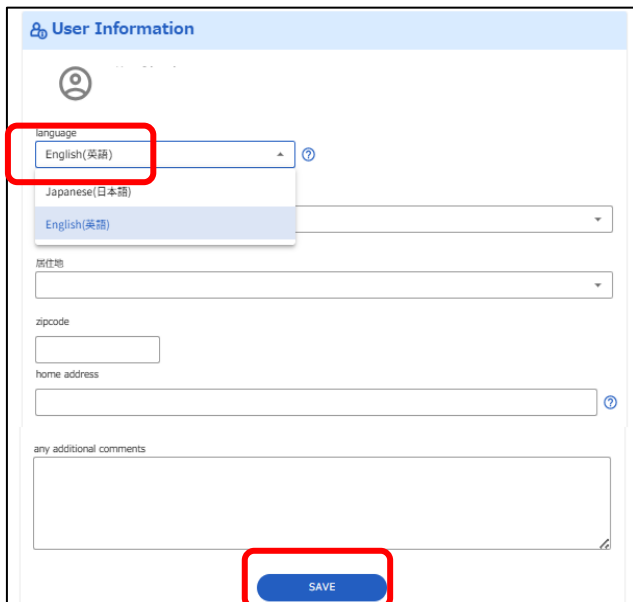 User Information
language
English(英語)
Japanese(日本語)
English(英語)
居住地
zipcode
home address
any additional comments
SAVE